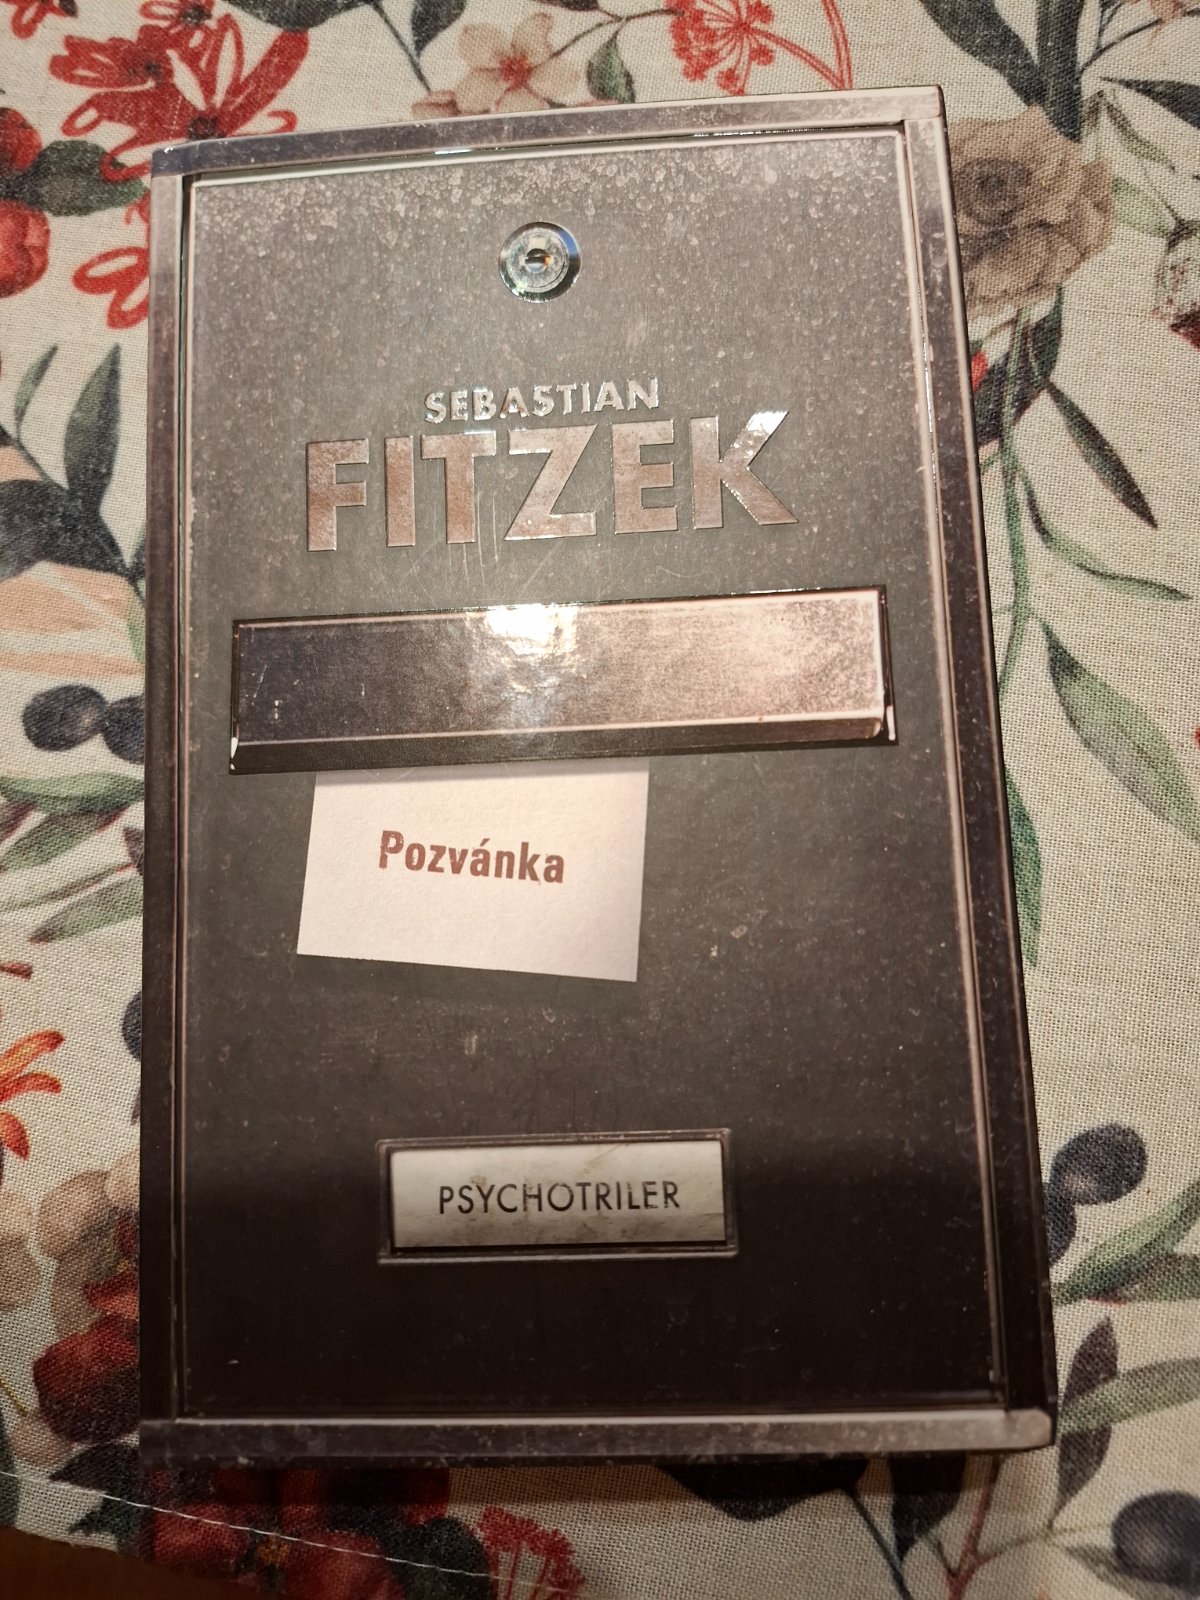 SEBASTIAN
FITZEK
Pozvánka
PSYCHOTRILER